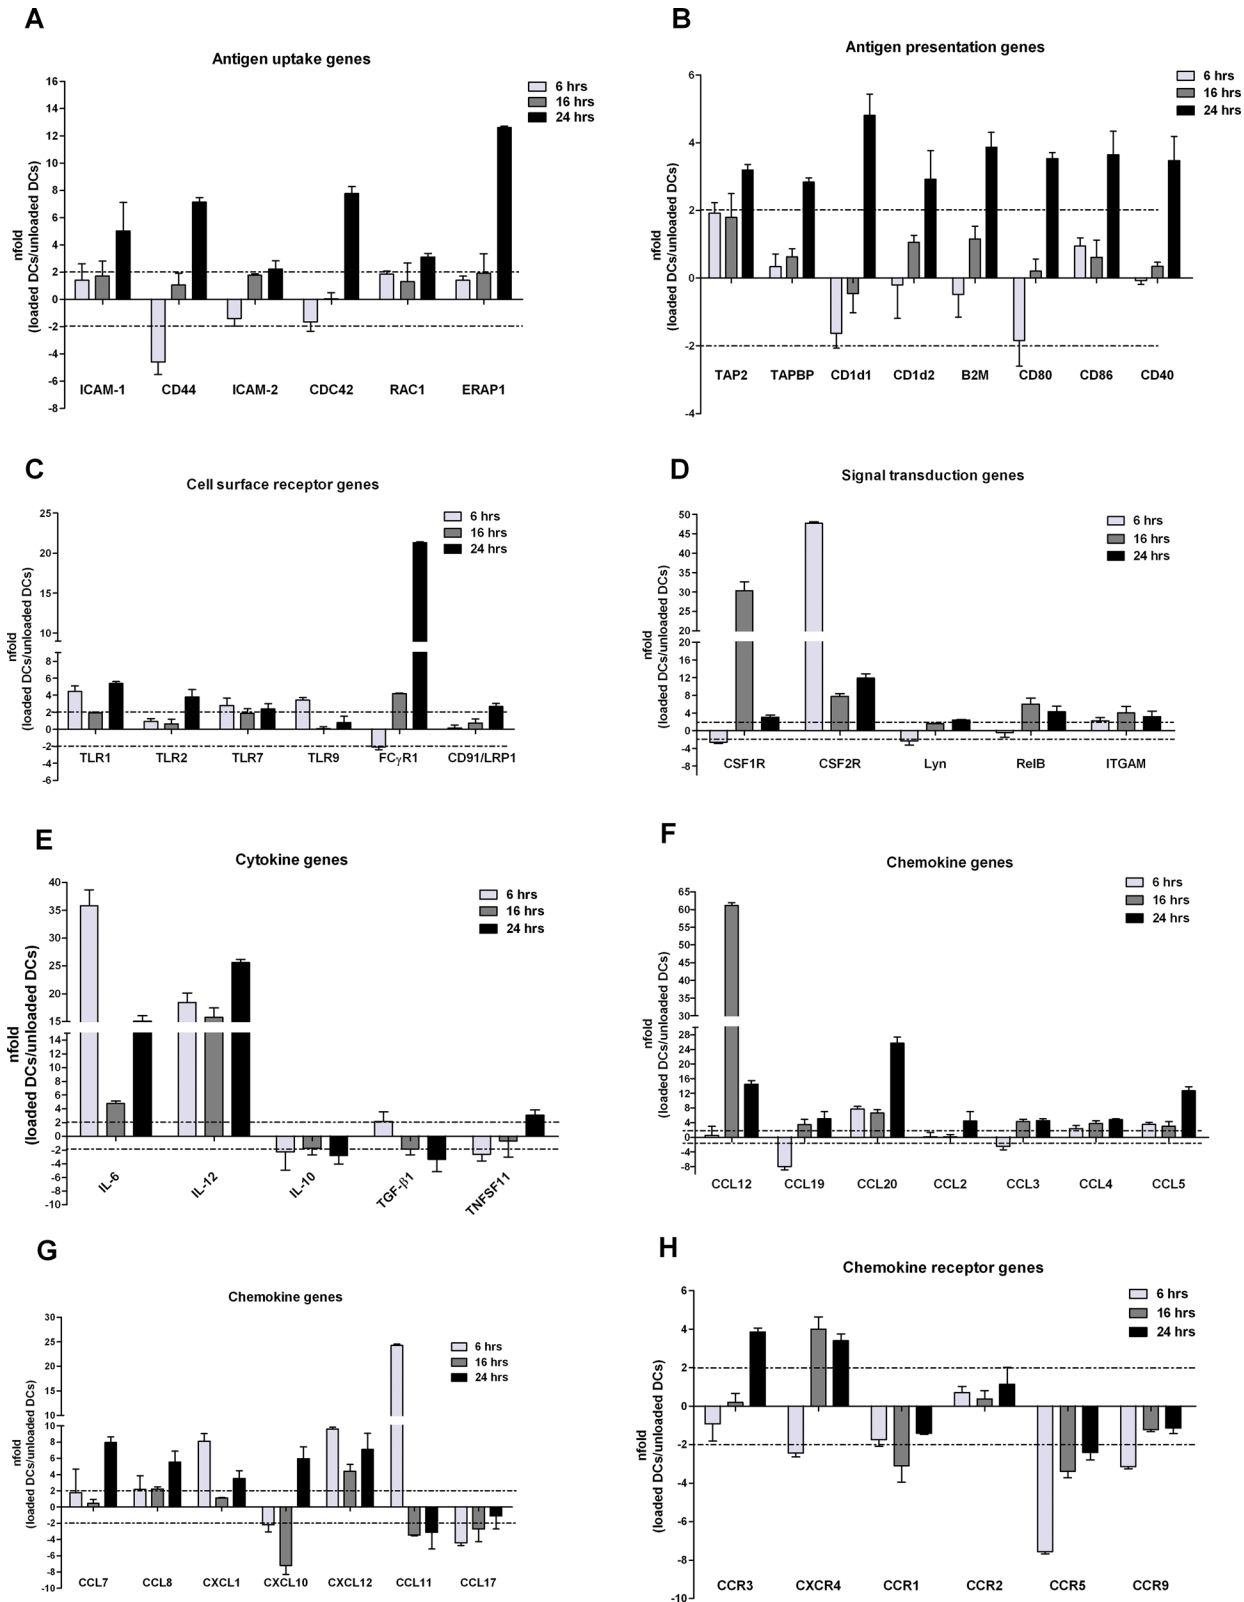 A
Antigen uptake genes
6 hrs
16 hrs
24 hrs
nfold
(loaded DCs/unloaded DCs)
16
14
12
10
8
6
4
2
0
-2
-4
-6
-8
ICAM-1 CD44 ICAM-2 CDC42 RAC1 ERAP1
B
Antigen presentation genes
6 hrs
16 hrs
24 hrs
nfold
(loaded DCs/unloaded DCs)
6
4
2
0
-2
-4
TAP2 TAPBP CD1d1 CD1d2 B2M CD80 CD86 CD40
C
Cell surface receptor genes
6 hrs
16 hrs
24 hrs
nfold
(loaded DCs/unloaded DCs)
25
20
15
10
8
6
4
2
0
-2
-4
-6
TLR1 TLR2 TLR7 TLR9 FCγR1 CD91/LRP1
D
Signal transduction genes
6 hrs
16 hrs
24 hrs
nfold
(loaded DCs/unloaded DCs)
50
45
40
35
30
25
20
20
16
12
8
4
0
-4
-8
CSF1R CSF2R Lyn RelB ITGAM
E
Cytokine genes
6 hrs
16 hrs
24 hrs
nfold
(loaded DCs/unloaded DCs)
40
35
30
25
20
15
14
12
10
8
6
4
2
0
-2
-4
-6
-8
-10
IL-6 IL-12 IL-10 TGF-β1 TNFSF11
F
Chemokine genes
6 hrs
16 hrs
24 hrs
nfold
(loaded DCs/unloaded DCs)
65
60
55
50
45
40
35
30
28
24
20
16
12
8
4
0
-4
-8
CCL12 CCL19 CCL20 CCL2 CCL3 CCL4 CCL5
G
Chemokine genes
6 hrs
16 hrs
24 hrs
nfold
(loaded DCs/unloaded DCs)
30
25
20
15
10
10
8
6
4
2
0
-2
-4
-6
-8
-10
CCL7 CCL8 CXCL1 CXCL10 CXCL12 CCL11 CCL17
H
Chemokine receptor genes
6 hrs
16 hrs
24 hrs
nfold
(loaded DCs/unloaded DCs)
6
4
2
0
-2
-4
-6
-8
-10
CCR3 CXCR4 CCR1 CCR2 CCR5 CCR9